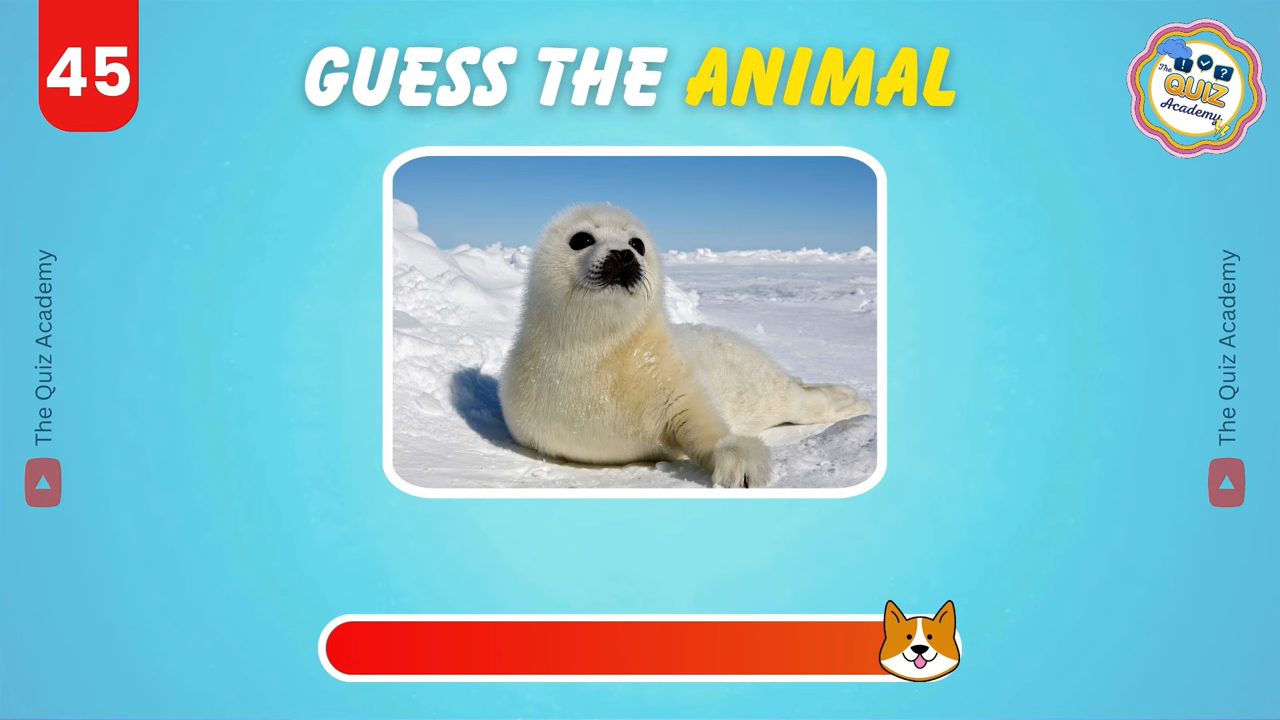 45
GUESS THE ANIMAL
! ?
The
QUIZ
Academy
The Quiz Academy
The Quiz Academy